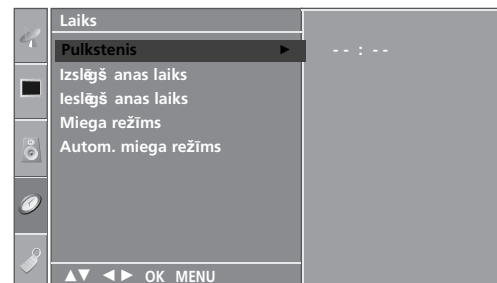 Laiks
Pulkstenis ► -- : --
Izslēgš anas laiks
Ieslēgš anas laiks
Miega režīms
Autom. miega režīms
▲▼ ◄► OK MENU